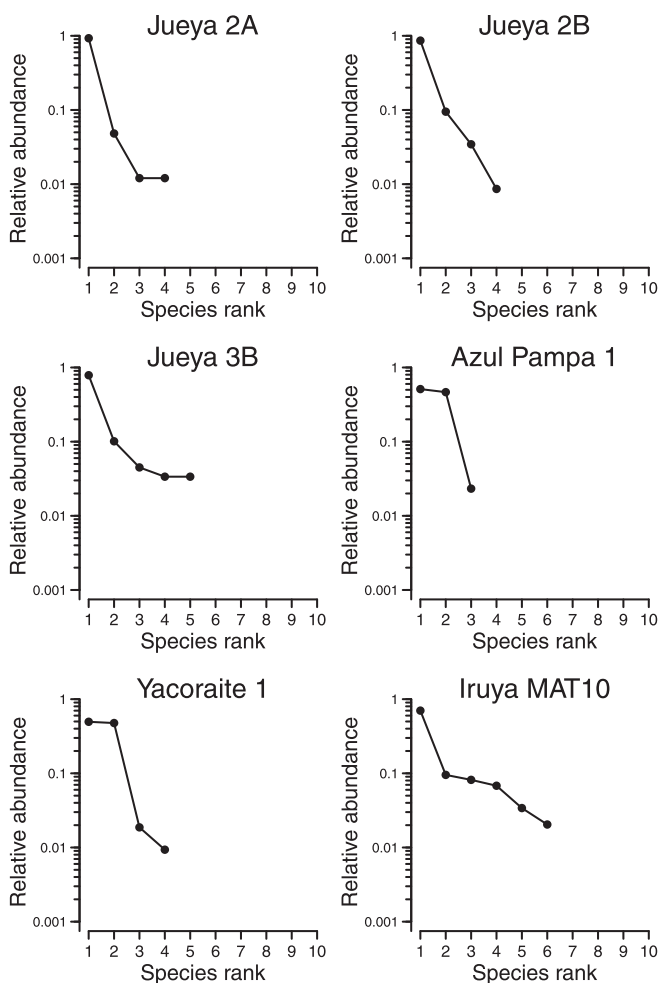 Jueya 2A
Relative abundance
1
0.1
0.01
0.001
1 2 3 4 5 6 7 8 9 10
Species rank
Jueya 2B
Relative abundance
1
0.1
0.01
0.001
1 2 3 4 5 6 7 8 9 10
Species rank
Jueya 3B
Relative abundance
1
0.1
0.01
0.001
1 2 3 4 5 6 7 8 9 10
Species rank
Azul Pampa 1
Relative abundance
1
0.1
0.01
0.001
1 2 3 4 5 6 7 8 9 10
Species rank
Yacoraite 1
Relative abundance
1
0.1
0.01
0.001
1 2 3 4 5 6 7 8 9 10
Species rank
Iruya MAT10
Relative abundance
1
0.1
0.01
0.001
1 2 3 4 5 6 7 8 9 10
Species rank